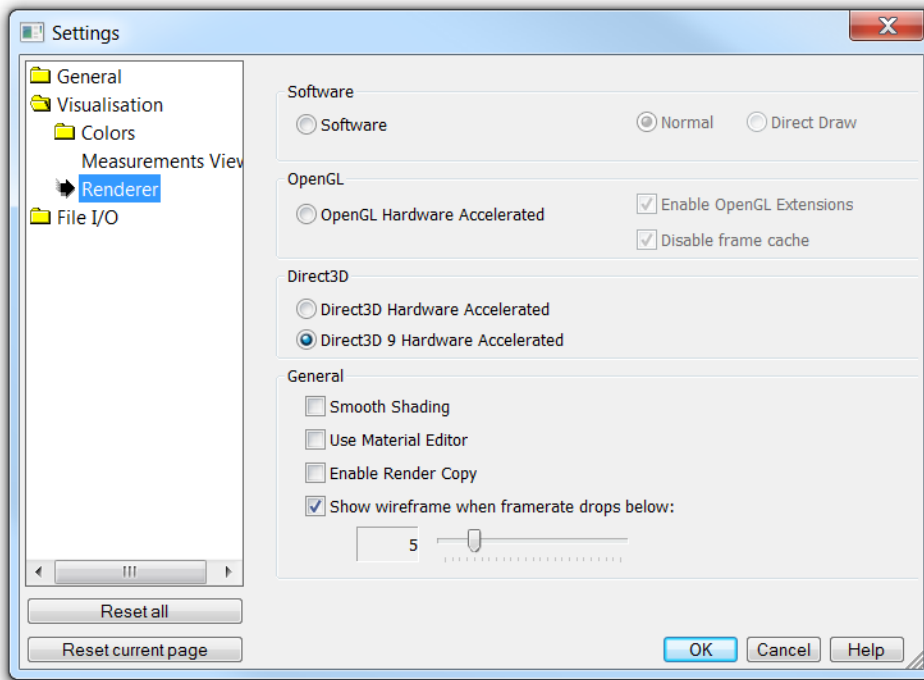 Settings
General
Visualisation
Colors
Measurements View
Renderer
File I/O
Reset all
Reset current page
Software
Software
Normal
Direct Draw
OpenGL
OpenGL Hardware Accelerated
Enable OpenGL Extensions
Disable frame cache
Direct3D
Direct3D Hardware Accelerated
Direct3D 9 Hardware Accelerated
General
Smooth Shading
Use Material Editor
Enable Render Copy
Show wireframe when framerate drops below:
5
OK
Cancel
Help